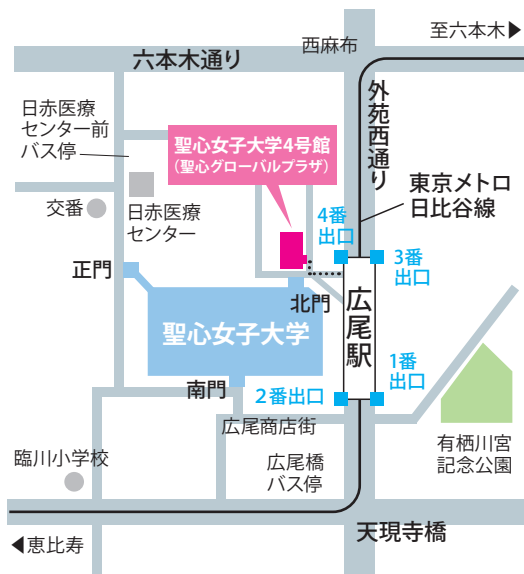 西麻布
至六本木▶
六本木通り
外苑西通り
日赤医療
センター前
バス停
聖心女子大学4号館
(聖心グローバルプラザ)
東京メトロ
日比谷線
交番
日赤医療
センター
4番
出口
3番
出口
正門
北門
広尾駅
聖心女子大学
1番
出口
南門
2番出口
広尾商店街
有栖川宮
記念公園
臨川小学校
広尾橋
バス停
天現寺橋
◀恵比寿